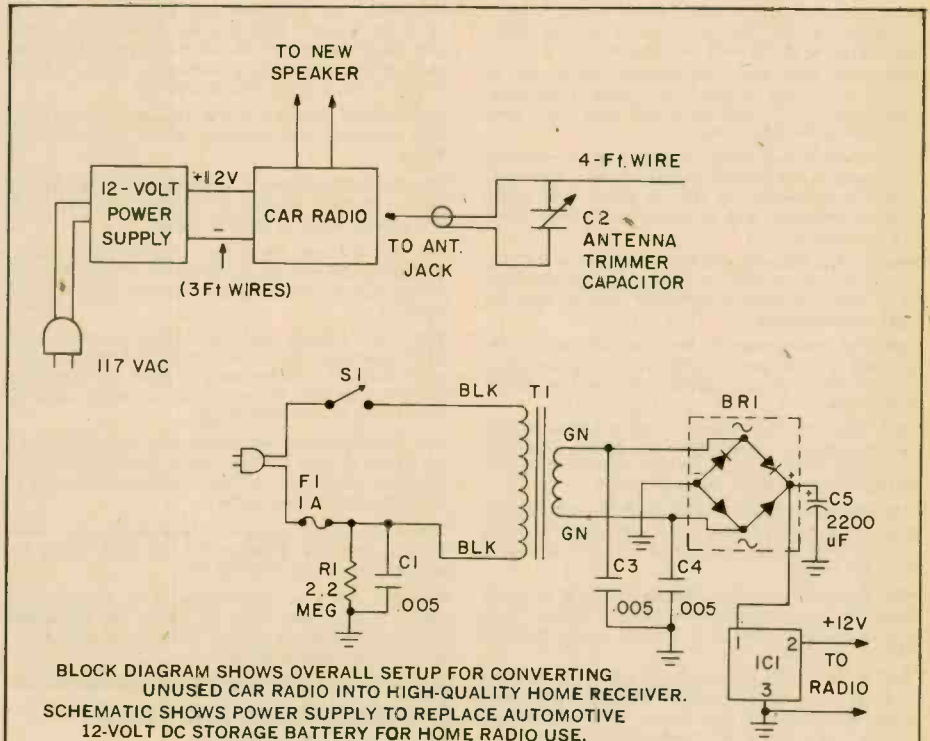 TO NEW
SPEAKER
4-Ft. WIRE
12-VOLT
POWER
SUPPLY
+12V
-
CAR RADIO
(3Ft WIRES)
TO ANT.
JACK
C2
ANTENNA
TRIMMER
CAPACITOR
117 VAC
S1
BLK
T1
BR1
GN
F1
1A
BLK
GN
~
-
+
~
+
C5
2200
uF
R1
2.2
MEG
C1
.005
C3
.005
C4
.005
1
2
IC1
3
+12V
TO
RADIO
BLOCK DIAGRAM SHOWS OVERALL SETUP FOR CONVERTING
UNUSED CAR RADIO INTO HIGH-QUALITY HOME RECEIVER.
SCHEMATIC SHOWS POWER SUPPLY TO REPLACE AUTOMOTIVE
12-VOLT DC STORAGE BATTERY FOR HOME RADIO USE.